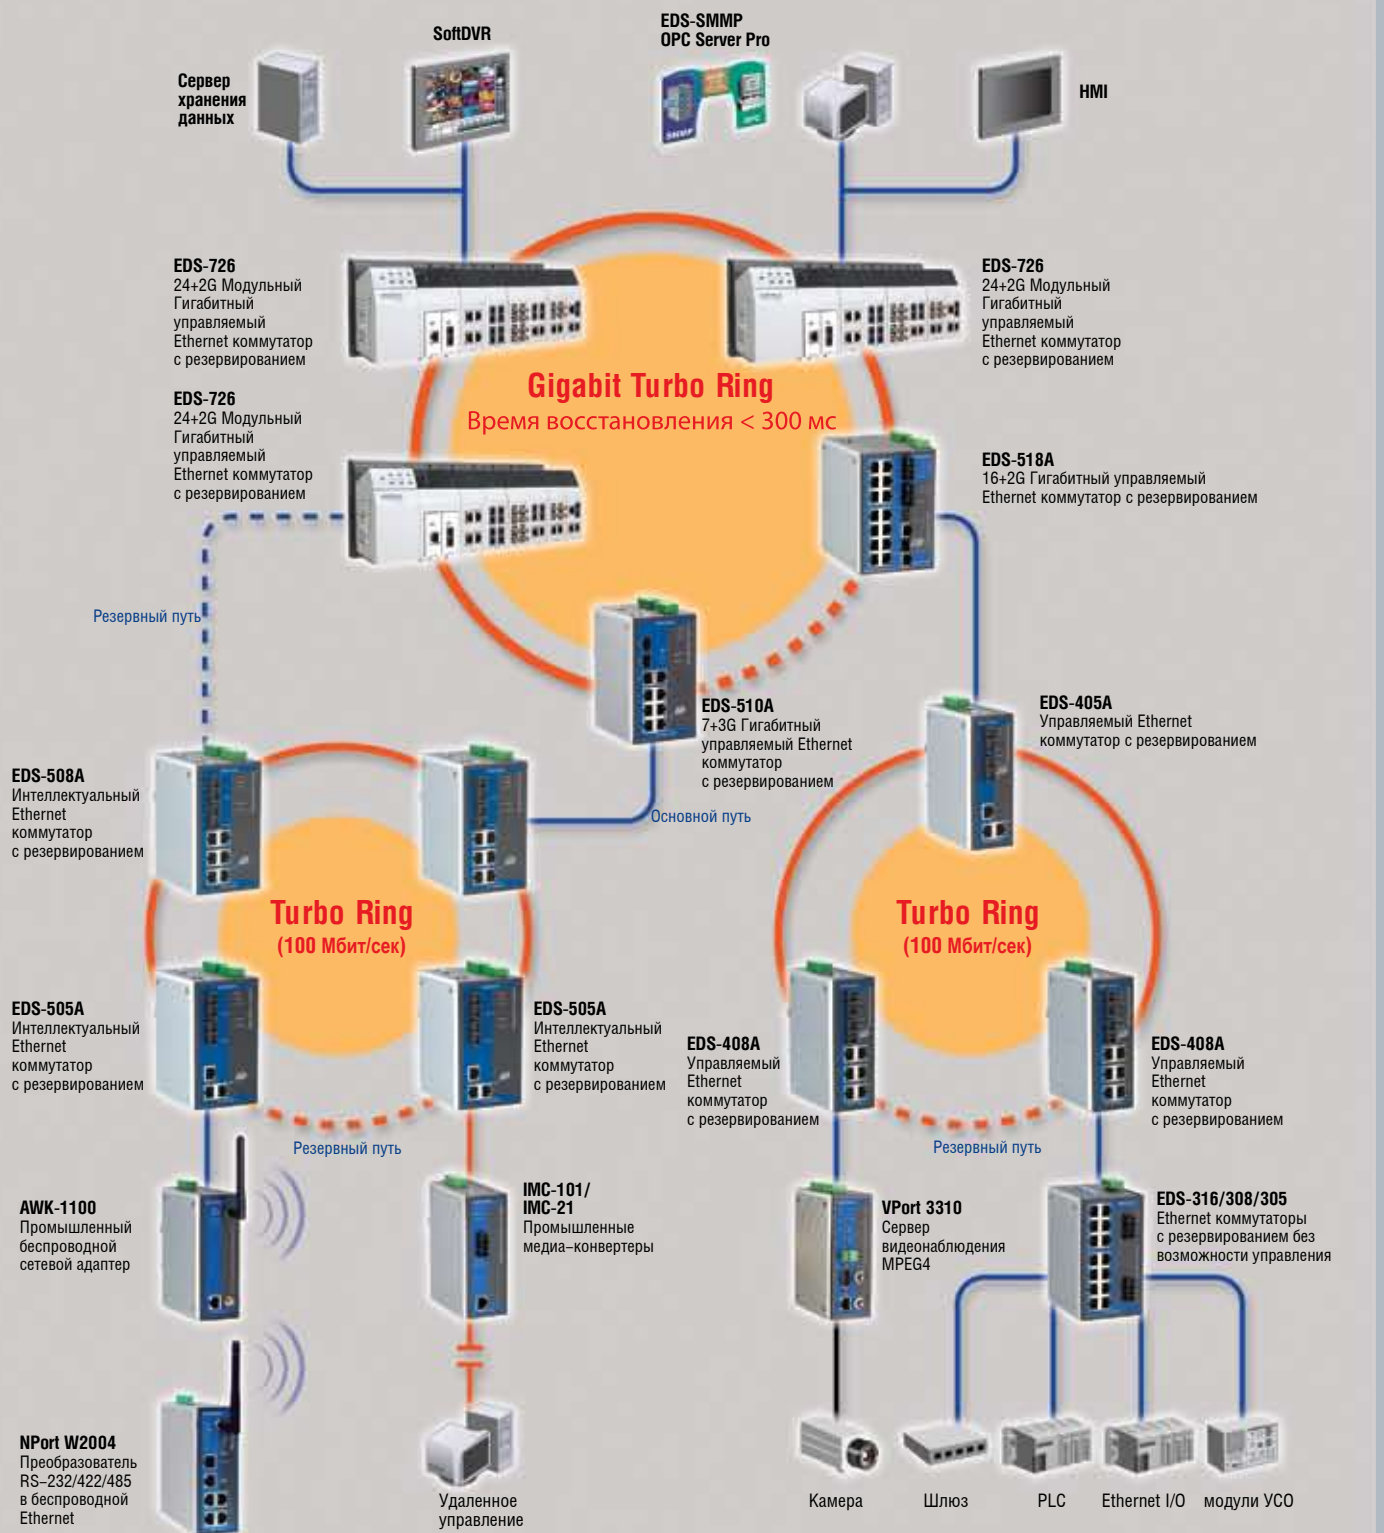 SoftDVR
EDS-SMMP
OPC Server Pro
Сервер
хранения
данных
SNMP
OPC
HMI
EDS-726
24+2G Модульный
Гигабитный
управляемый
Ethernet коммутатор
с резервированием
EDS-726
24+2G Модульный
Гигабитный
управляемый
Ethernet коммутатор
с резервированием
EDS-726
24+2G Модульный
Гигабитный
управляемый
Ethernet коммутатор
с резервированием
Gigabit Turbo Ring
Время восстановления < 300 мс
EDS-518A
16+2G Гигабитный управляемый
Ethernet коммутатор с резервированием
Резервный путь
EDS-510A
7+3G Гигабитный
управляемый Ethernet
коммутатор
с резервированием
EDS-405A
Управляемый Ethernet
коммутатор с резервированием
EDS-508A
Интеллектуальный
Ethernet
коммутатор
с резервированием
Основной путь
Turbo Ring
(100 Мбит/сек)
Turbo Ring
(100 Мбит/сек)
EDS-505A
Интеллектуальный
Ethernet
коммутатор
с резервированием
EDS-505A
Интеллектуальный
Ethernet
коммутатор
с резервированием
EDS-408A
Управляемый
Ethernet
коммутатор
с резервированием
EDS-408A
Управляемый
Ethernet
коммутатор
с резервированием
Резервный путь
Резервный путь
AWK-1100
Промышленный
беспроводной
сетевой адаптер
IMC-101/
IMC-21
Промышленные
медиа-конвертеры
VPort 3310
Сервер
видеонаблюдения
MPEG4
EDS-316/308/305
Ethernet коммутаторы
с резервированием без
возможности управления
NPort W2004
Преобразователь
RS-232/422/485
в беспроводной
Ethernet
Удаленное
управление
Камера
Шлюз
PLC
Ethernet I/O
модули УСО